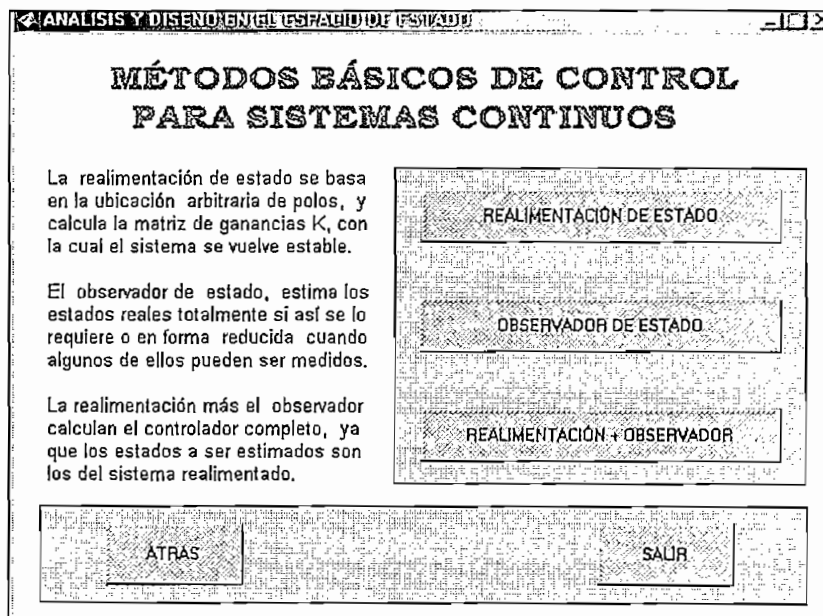 ANALISIS Y DISEÑO EN EL ESPACIO DE ESTADO
MÉTODOS BÁSICOS DE CONTROL
PARA SISTEMAS CONTINUOS
La realimentación de estado se basa
en la ubicación arbitraria de polos, y
calcula la matriz de ganancias K, con
la cual el sistema se vuelve estable.
El observador de estado, estima los
estados reales totalmente si así se lo
requiere o en forma reducida cuando
algunos de ellos pueden ser medidos.
La realimentación más el observador
calculan el controlador completo, ya
que los estados a ser estimados son
los del sistema realimentado.
REALIMENTACIÓN DE ESTADO
OBSERVADOR DE ESTADO
REALIMENTACIÓN + OBSERVADOR
ATRÁS
SALIR